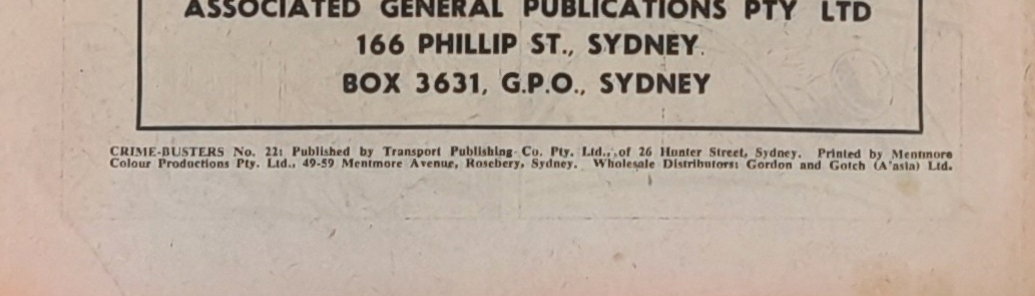 ASSOCIATED GENERAL PUBLICATIONS PTY LTD
166 PHILLIP ST., SYDNEY.
BOX 3631, G.P.O., SYDNEY
CRIME-BUSTERS No. 22: Published by Transport Publishing Co. Pty. Ltd., of 26 Hunter Street, Sydney. Printed by Mentmore
Colour Productions Pty. Ltd., 49-59 Mentmore Avenue, Rosebery, Sydney. Wholesale Distributors: Gordon and Gotch (A'asia) Ltd.